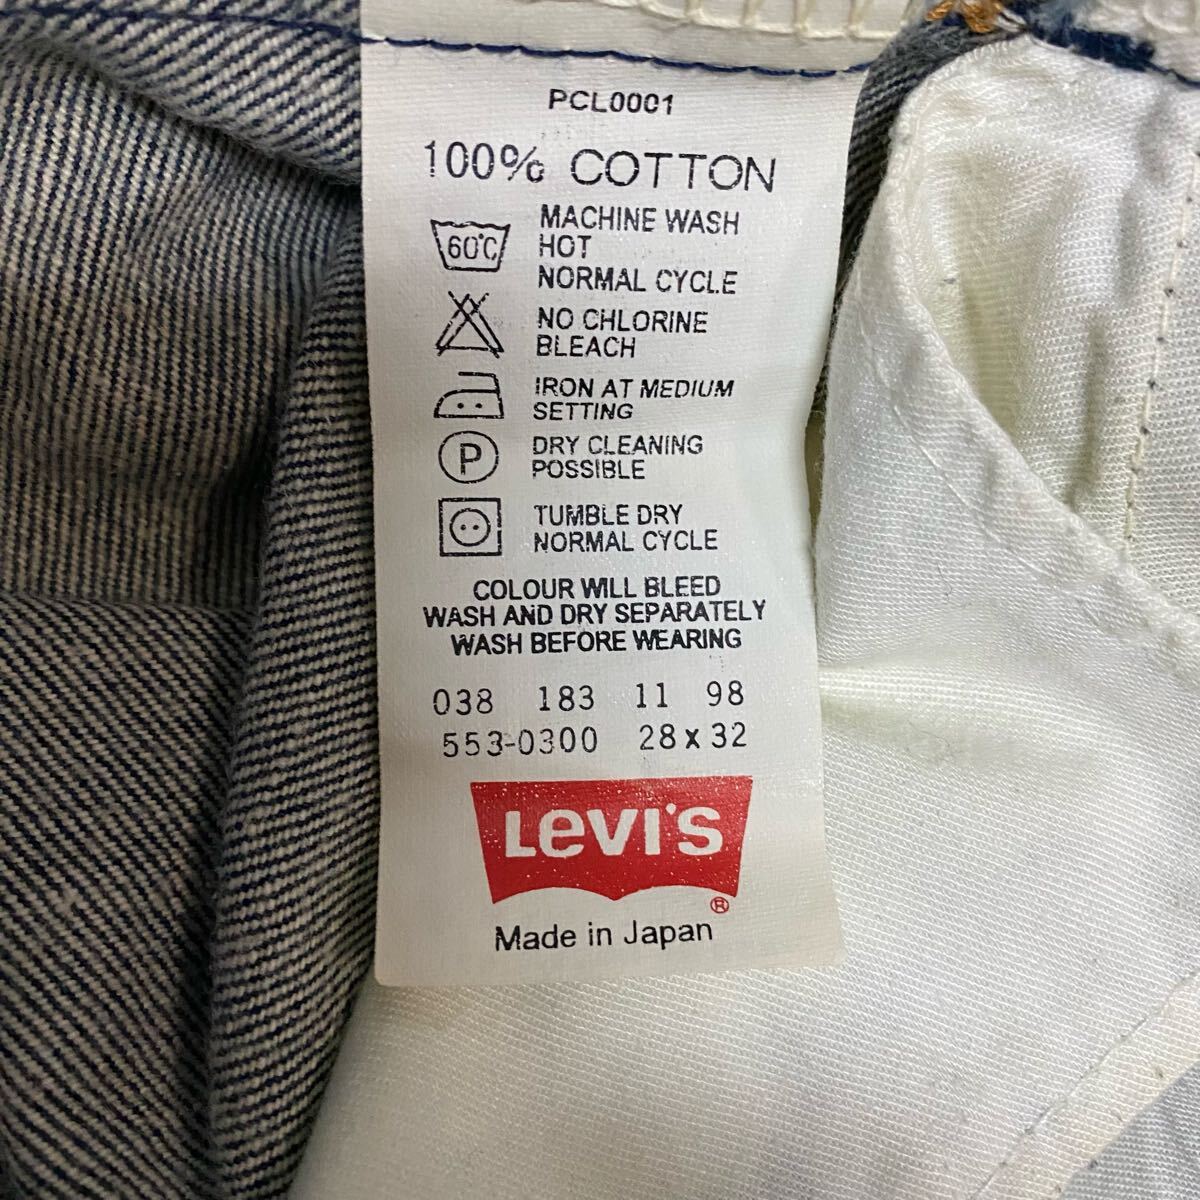 PCL0001
100% COTTON
60°C
MACHINE WASH
HOT
NORMAL CYCLE
NO CHLORINE
BLEACH
IRON AT MEDIUM
SETTING
P
DRY CLEANING
POSSIBLE
TUMBLE DRY
NORMAL CYCLE
COLOUR WILL BLEED
WASH AND DRY SEPARATELY
WASH BEFORE WEARING
038 183 11 98
553-0300 28 x 32
LEVI'S
®
Made in Japan